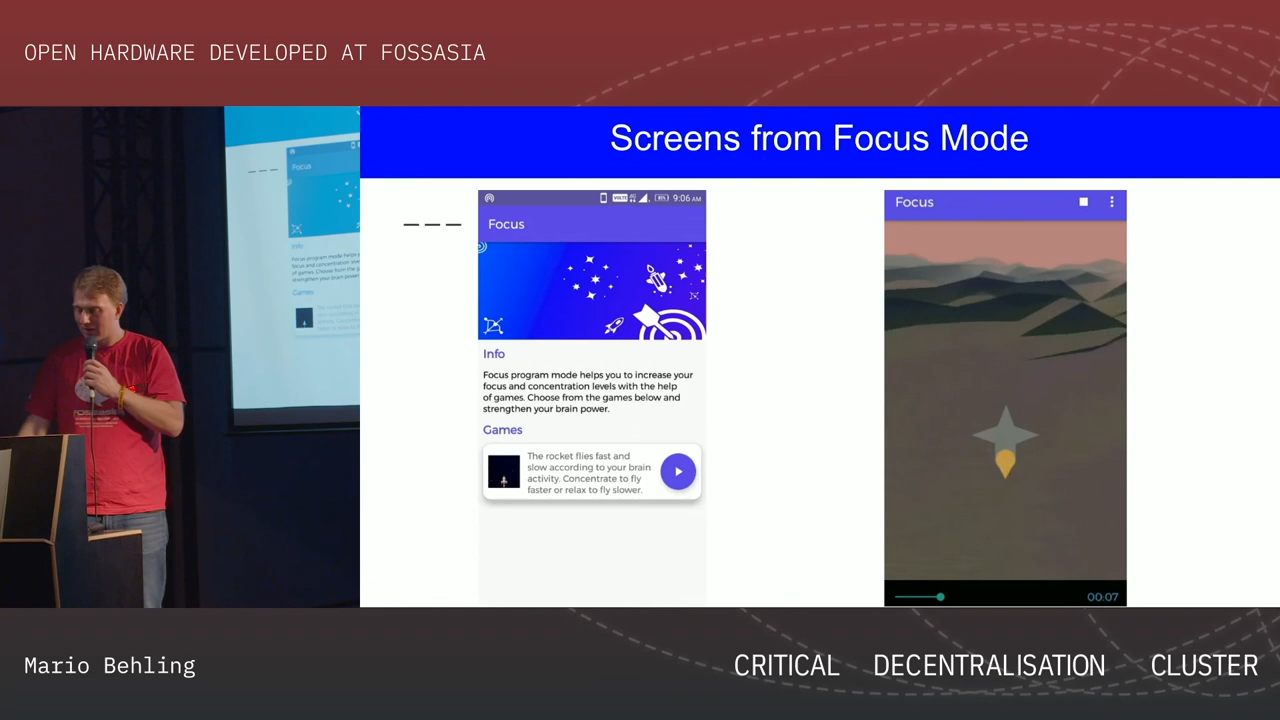 OPEN HARDWARE DEVELOPED AT FOSSASIA
Screens from Focus Mode
9:06 AM
Focus
Info
Focus program mode helps you to increase your
focus and concentration levels with the help
of games. Choose from the games below and
strengthen your brain power.
Games
The rocket flies fast and
slow according to your brain
activity. Concentrate to fly
faster or relax to fly slower.
Focus
00:07
Focus
Info
Games
Mario Behling
CRITICAL DECENTRALISATION CLUSTER